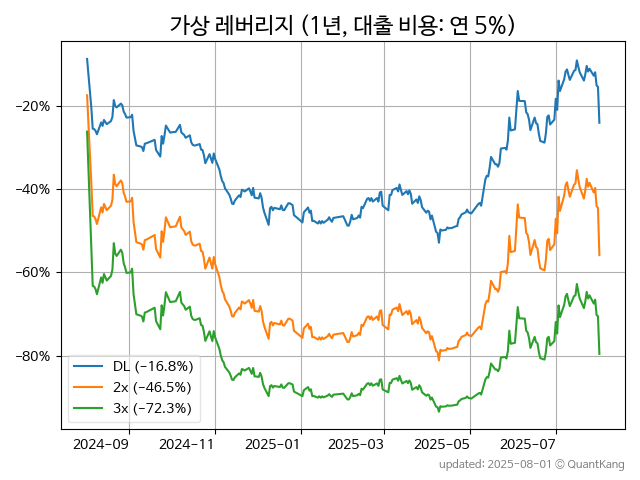 가상 레버리지 (1년, 대출 비용: 연 5%)
−20%
−40%
−60%
−80%
DL (−16.8%)
2x (−46.5%)
3x (−72.3%)
2024-09 2024-11 2025-01 2025-03 2025-05 2025-07
updated: 2025-08-01 © QuantKang